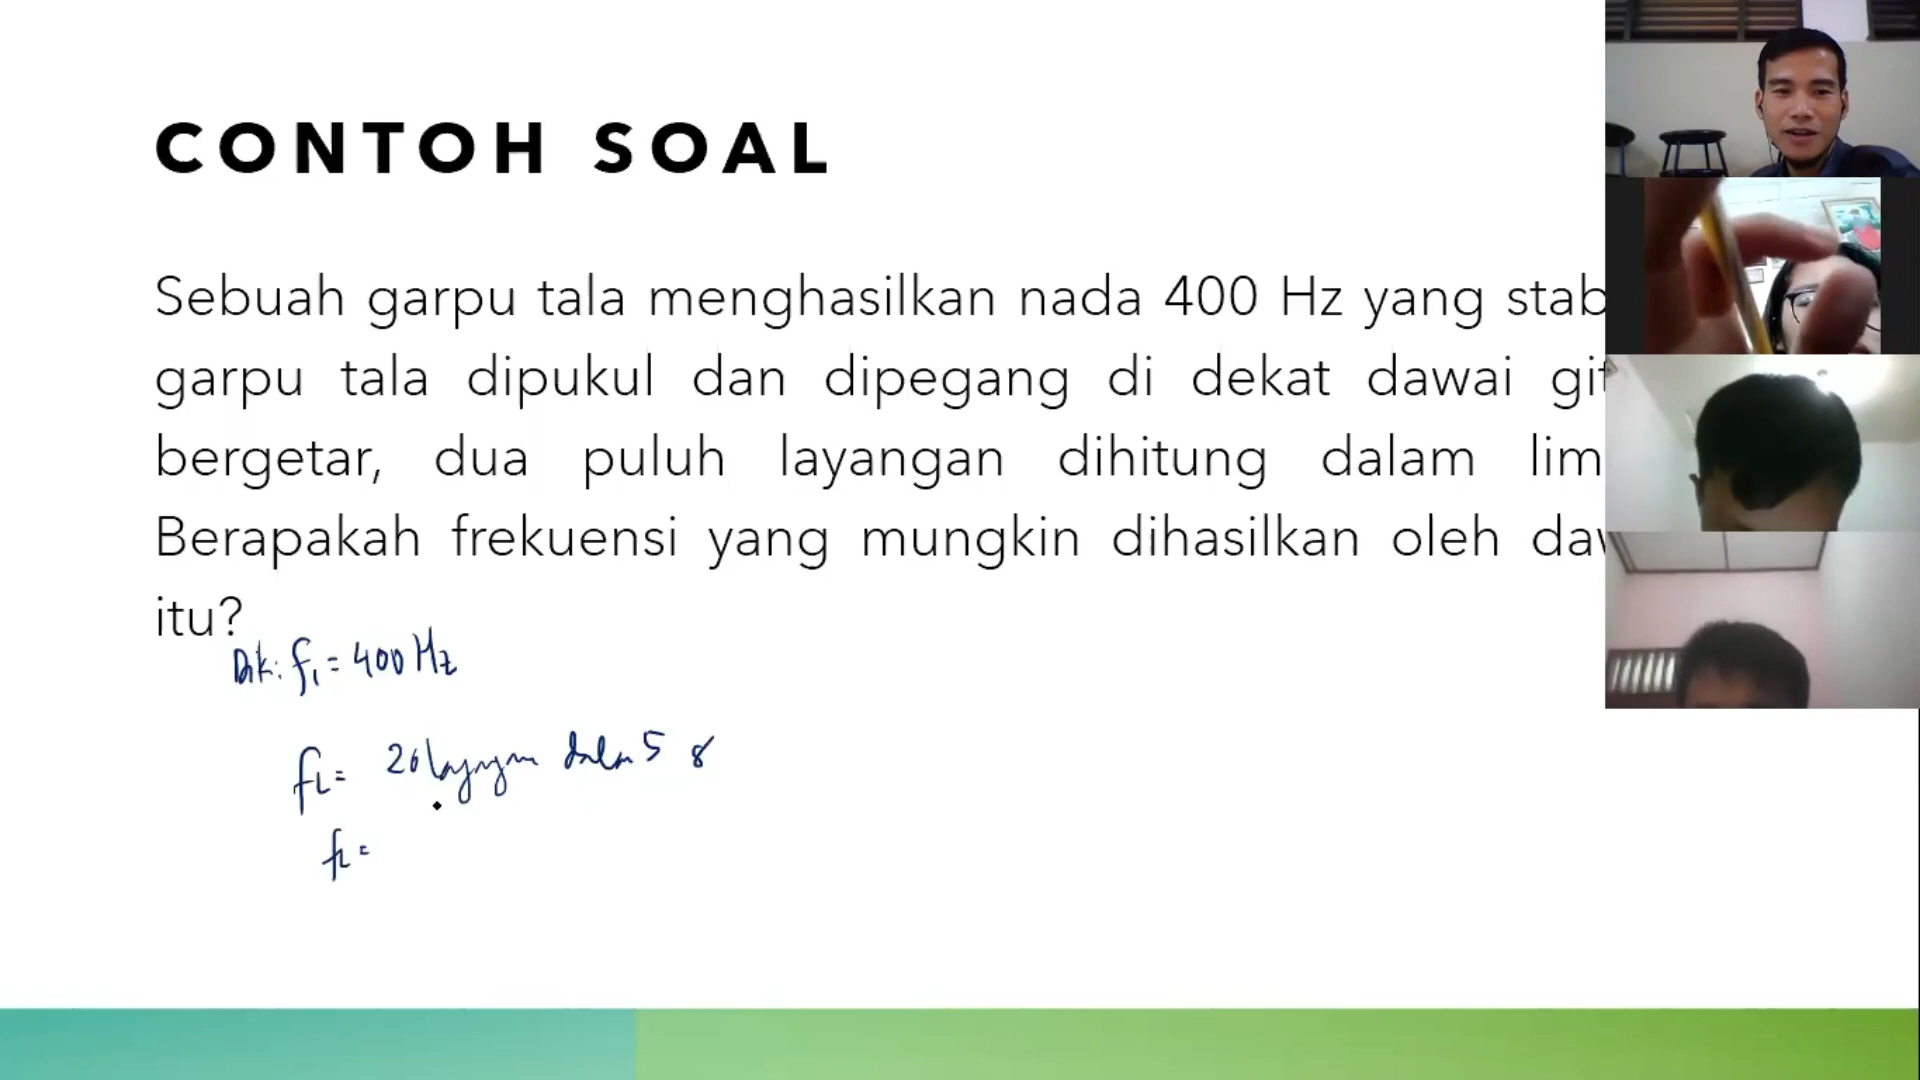 CONTOH SOAL
Sebuah garpu tala menghasilkan nada 400 Hz yang stab
garpu tala dipukul dan dipegang di dekat dawai git
bergetar, dua puluh layangan dihitung dalam lim
Berapakah frekuensi yang mungkin dihasilkan oleh daw
itu?
Dik: f₁ = 400 Hz
fL = 20 layangan dalam 5 s
fL =